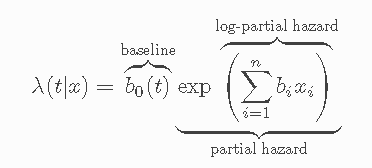 log-partial hazard
baseline
λ(t|x) = b₀(t) exp (∑ᵢ₌₁ⁿ bᵢxᵢ)
partial hazard